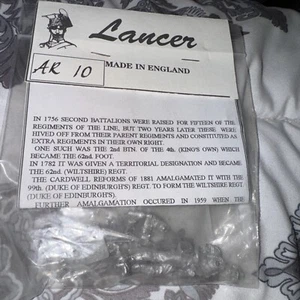 Lancer
MADE IN ENGLAND
AR 10
IN 1756 SECOND BATTALIONS WERE RAISED FOR FIFTEEN OF THE
REGIMENTS OF THE LINE, BUT TWO YEARS LATER THESE WERE
HIVED OFF FROM THEIR PARENT REGIMENTS AND CONSTITUTED AS
EXTRA REGIMENTS IN THEIR OWN RIGHT.
ONE SUCH WAS THE 2nd BTN. OF THE 4th. (KING'S OWN) WHICH
BECAME THE 62nd. FOOT.
IN 1782 IT WAS GIVEN A TERRITORIAL DESIGNATION AND BECAME
THE 62nd. (WILTSHIRE) REGT.
THE CARDWELL REFORMS OF 1881 AMALGAMATED IT WITH THE
99th. (DUKE OF EDINBURGH'S) REGT. TO FORM THE WILTSHIRE REGT.
(DUKE OF EDINBURGH'S).
FURTHER AMALGAMATION OCCURED IN 1959 WHEN THE